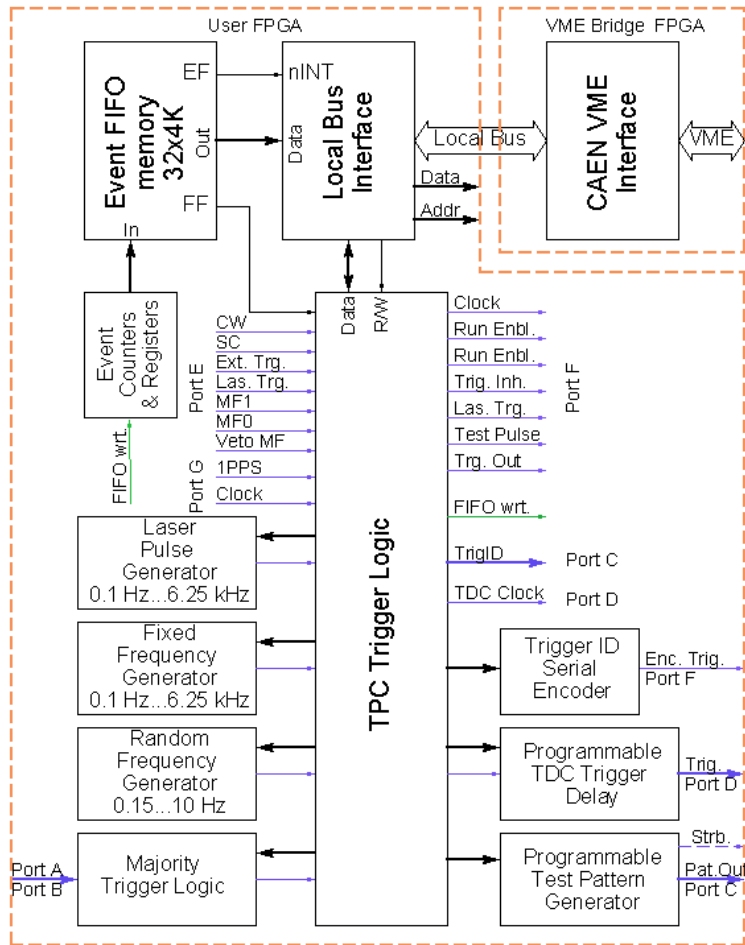 User FPGA
VME Bridge FPGA
Event FIFO
memory
32x4K
EF
Out
FF
In
nINT
Data
Local Bus
Interface
Local Bus
Data
Addr
CAEN VME
Interface
VME
Event
Counters
& Registers
FIFO wrt.
Data
R/W
TPC Trigger Logic
Port E
CW
SC
Ext. Trg.
Las. Trg.
MF1
MF0
Veto MF
Port G
1PPS
Clock
Clock
Run Enbl.
Run Enbl.
Trig. Inh.
Las. Trg.
Test Pulse
Trg. Out
Port F
FIFO wrt.
TrigID
Port C
TDC Clock
Port D
Laser
Pulse
Generator
0.1 Hz...6.25 kHz
Fixed
Frequency
Generator
0.1 Hz...6.25 kHz
Random
Frequency
Generator
0.15...10 Hz
Port A
Port B
Majority
Trigger Logic
Trigger ID
Serial
Encoder
Enc. Trig.
Port F
Programmable
TDC Trigger
Delay
Trig.
Port D
Programmable
Test Pattern
Generator
Strb.
Pat.Out
Port C